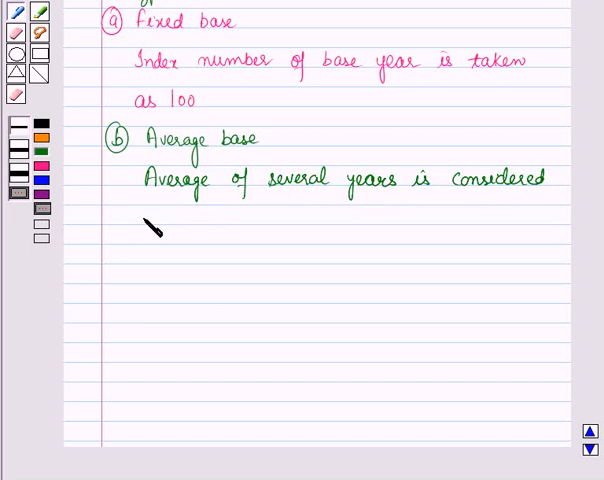 ⓐ Fixed base
Index number of base year is taken
as 100
ⓑ Average base
Average of several years is considered